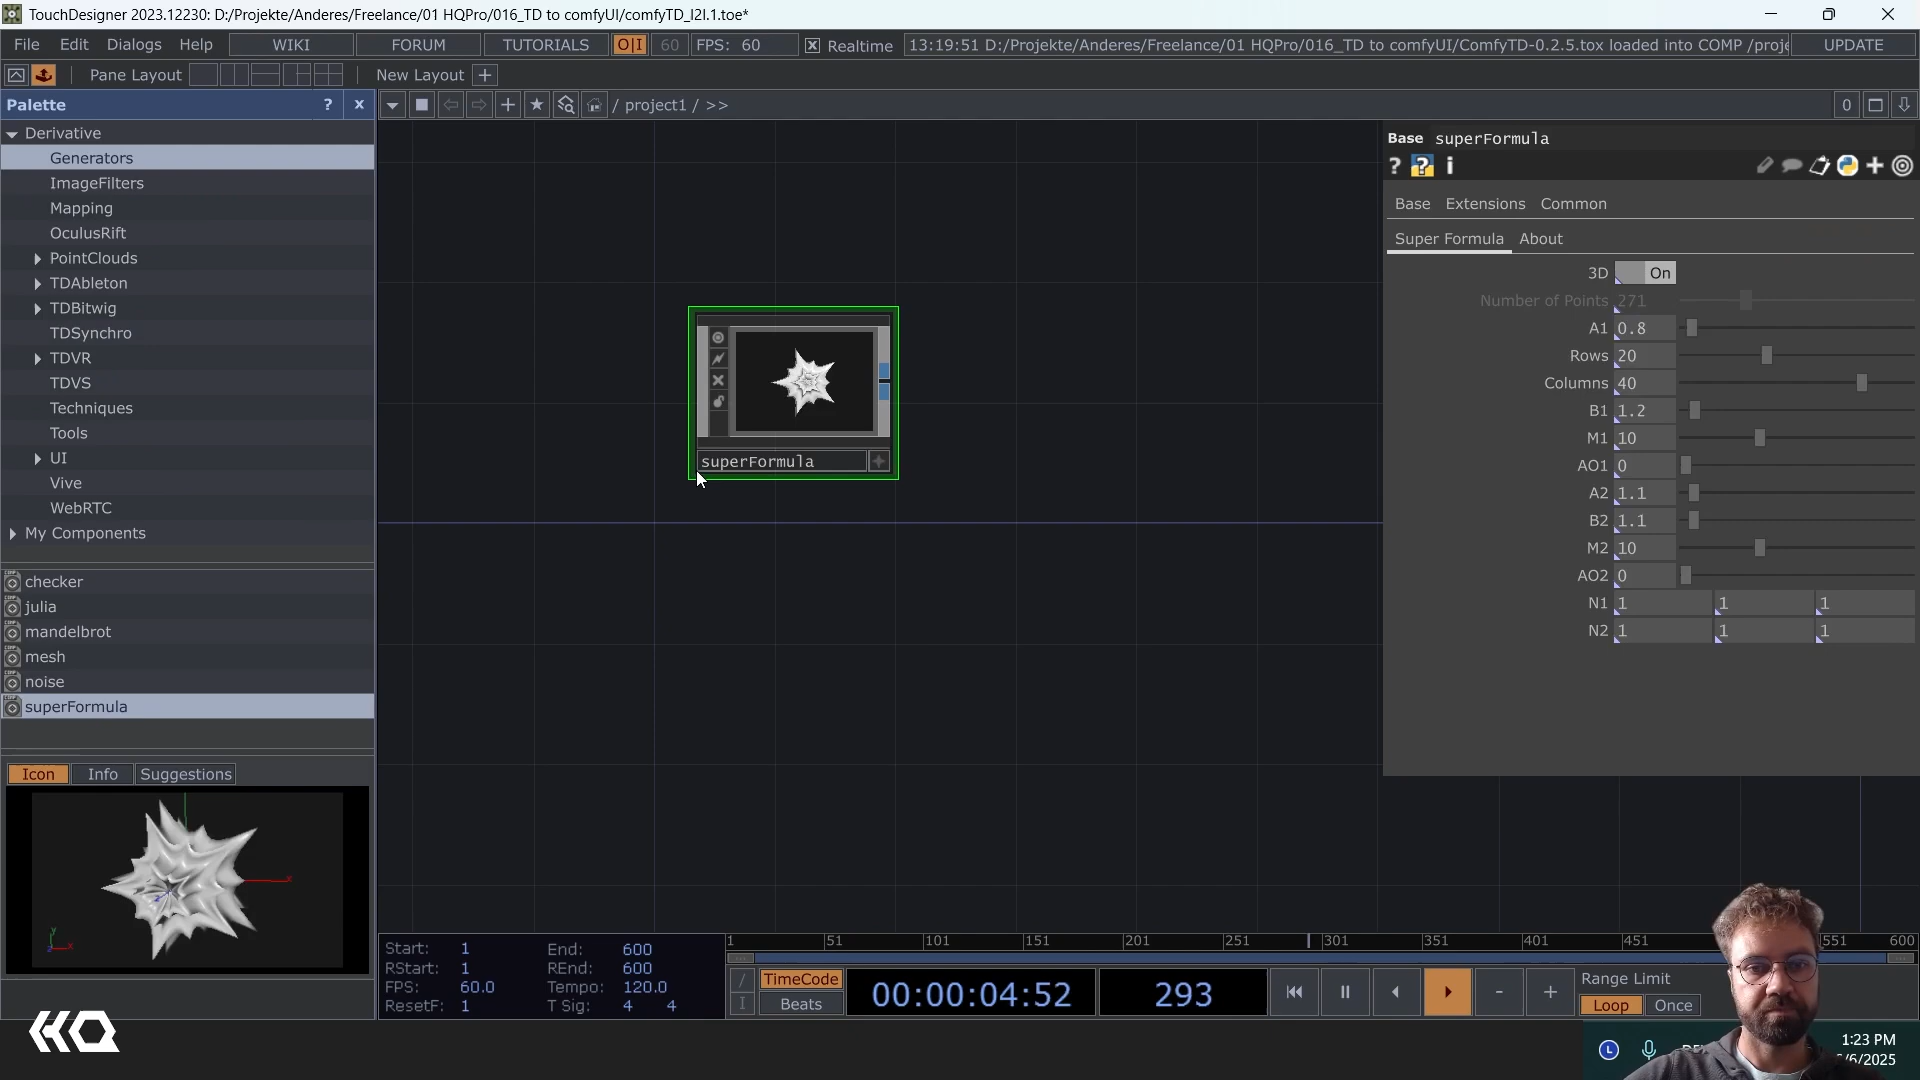 TouchDesigner 2023.12230: D:/Projekte/Anderes/Freelance/01 HQPro/016_TD to comfyUI/comfyTD_I2I.1.toe*
File Edit Dialogs Help WIKI FORUM TUTORIALS O|I 60 FPS: 60 Realtime 13:19:51 D:/Projekte/Anderes/Freelance/01 HQPro/016_TD to comfyUI/ComfyTD-0.2.5.tox loaded into COMP /proje UPDATE
Pane Layout New Layout +
Palette ? x / project1 / >> 0
Derivative
Generators
ImageFilters
Mapping
OculusRift
PointClouds
TDAbleton
TDBitwig
TDSynchro
TDVR
TDVS
Techniques
Tools
UI
Vive
WebRTC
My Components
checker
julia
mandelbrot
mesh
noise
superFormula
Icon Info Suggestions
superFormula
Base superFormula
? ? i
Base Extensions Common
Super Formula About
3D On
Number of Points 271
A1 0.8
Rows 20
Columns 40
B1 1.2
M1 10
AO1 0
A2 1.1
B2 1.1
M2 10
AO2 0
N1 1 1 1
N2 1 1 1
Start: 1 End: 600
RStart: 1 REnd: 600
FPS: 60.0 Tempo: 120.0
ResetF: 1 T Sig: 4 4
1 51 101 151 201 251 301 351 401 451 551 600
TimeCode
Beats
00:00:04:52 293
- +
Range Limit
Loop Once
HQ
1:23 PM
/6/2025